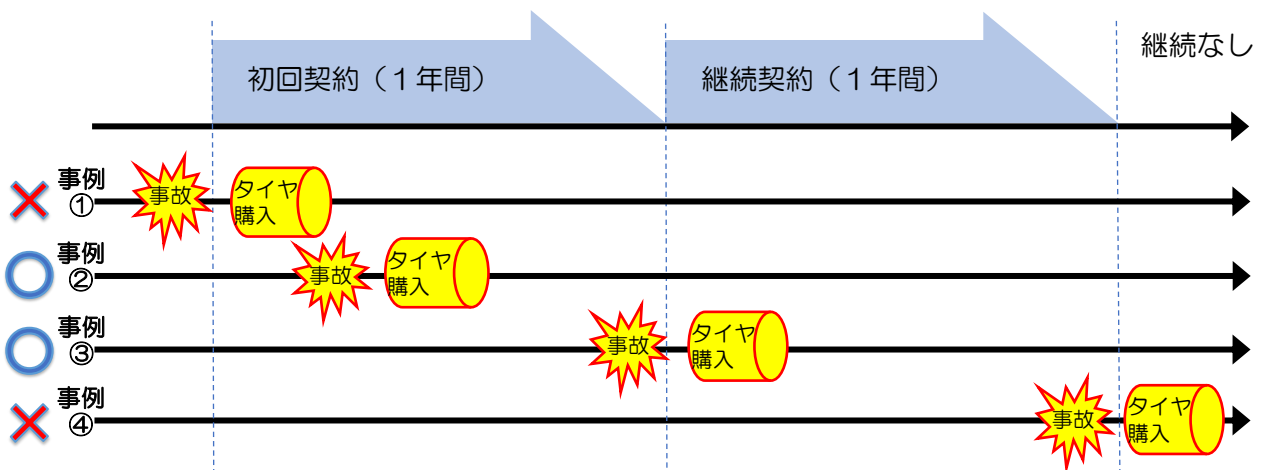 継続なし
初回契約（１年間）
継続契約（１年間）
事例
①
事故
タイヤ
購入
事例
②
事故
タイヤ
購入
事例
③
事故
タイヤ
購入
事例
④
事故
タイヤ
購入